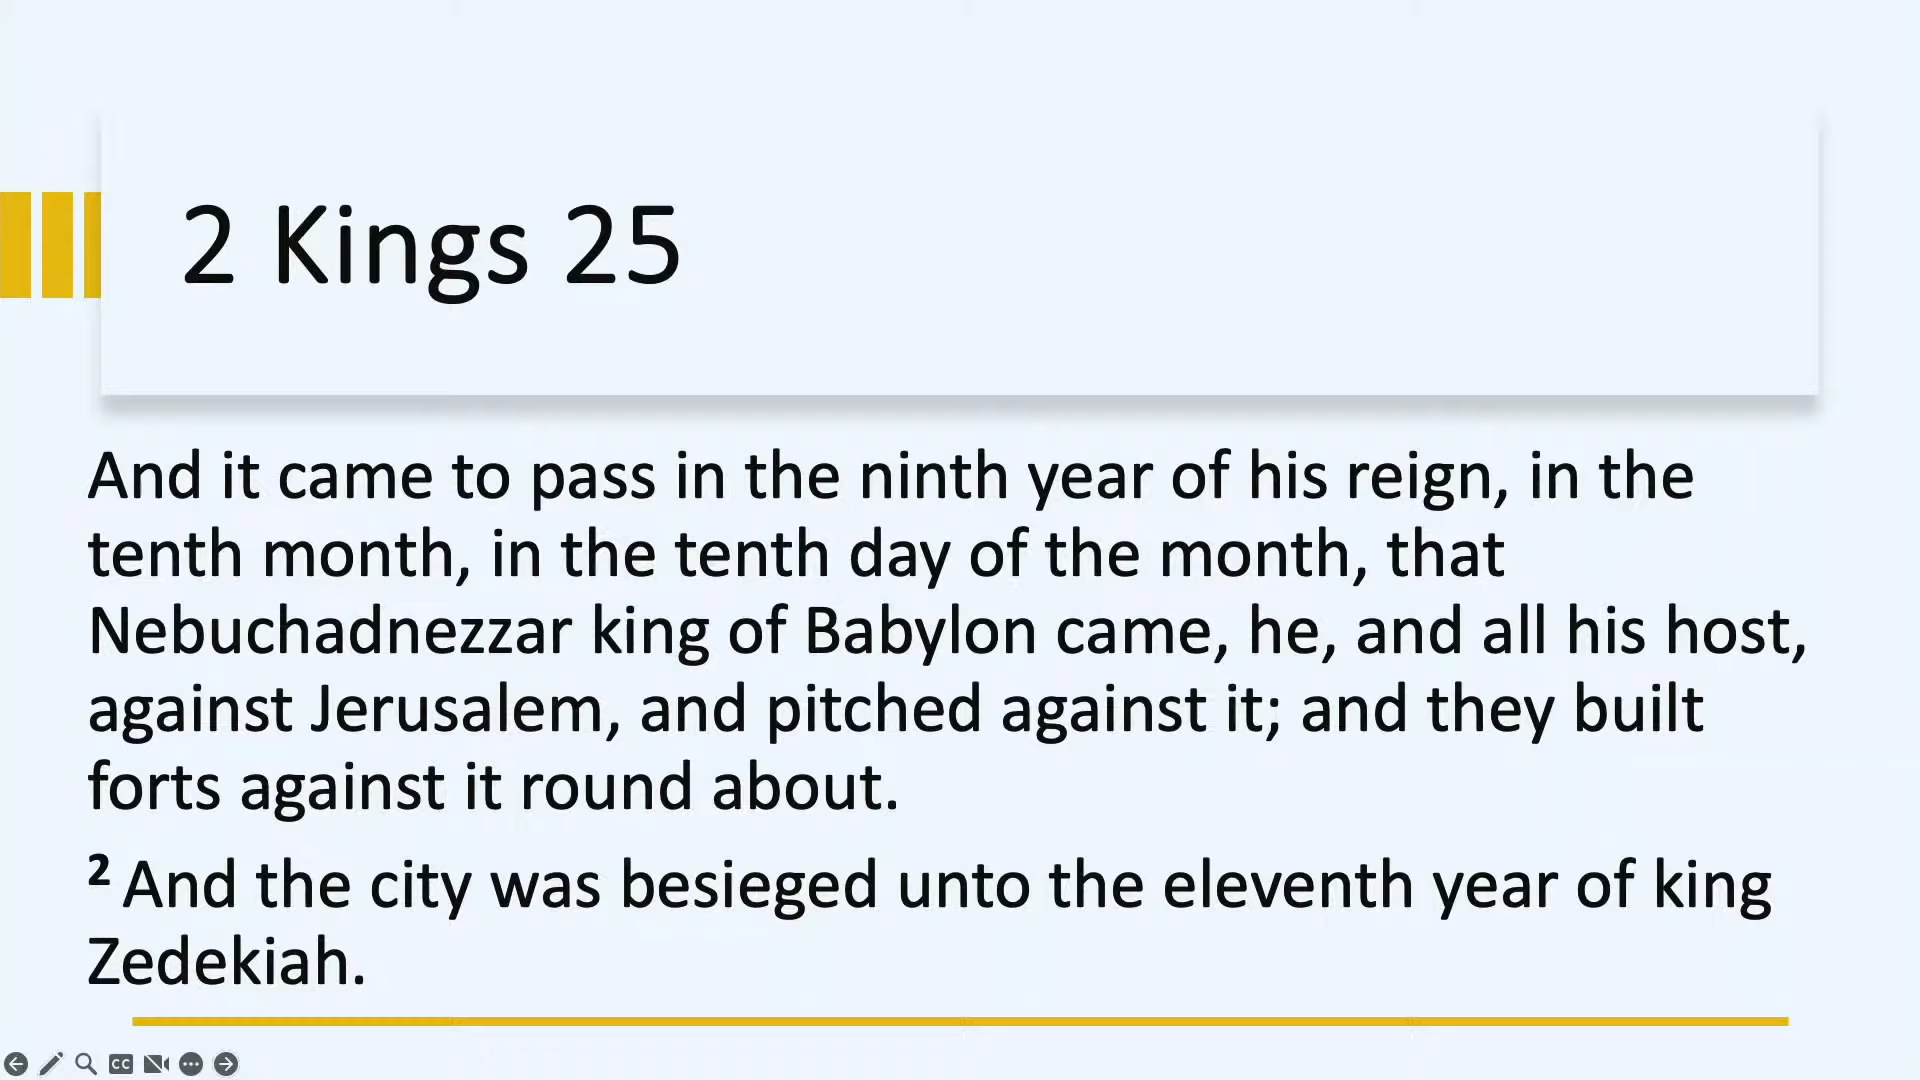 2 Kings 25
And it came to pass in the ninth year of his reign, in the
tenth month, in the tenth day of the month, that
Nebuchadnezzar king of Babylon came, he, and all his host,
against Jerusalem, and pitched against it; and they built
forts against it round about.
2 And the city was besieged unto the eleventh year of king
Zedekiah.
CC